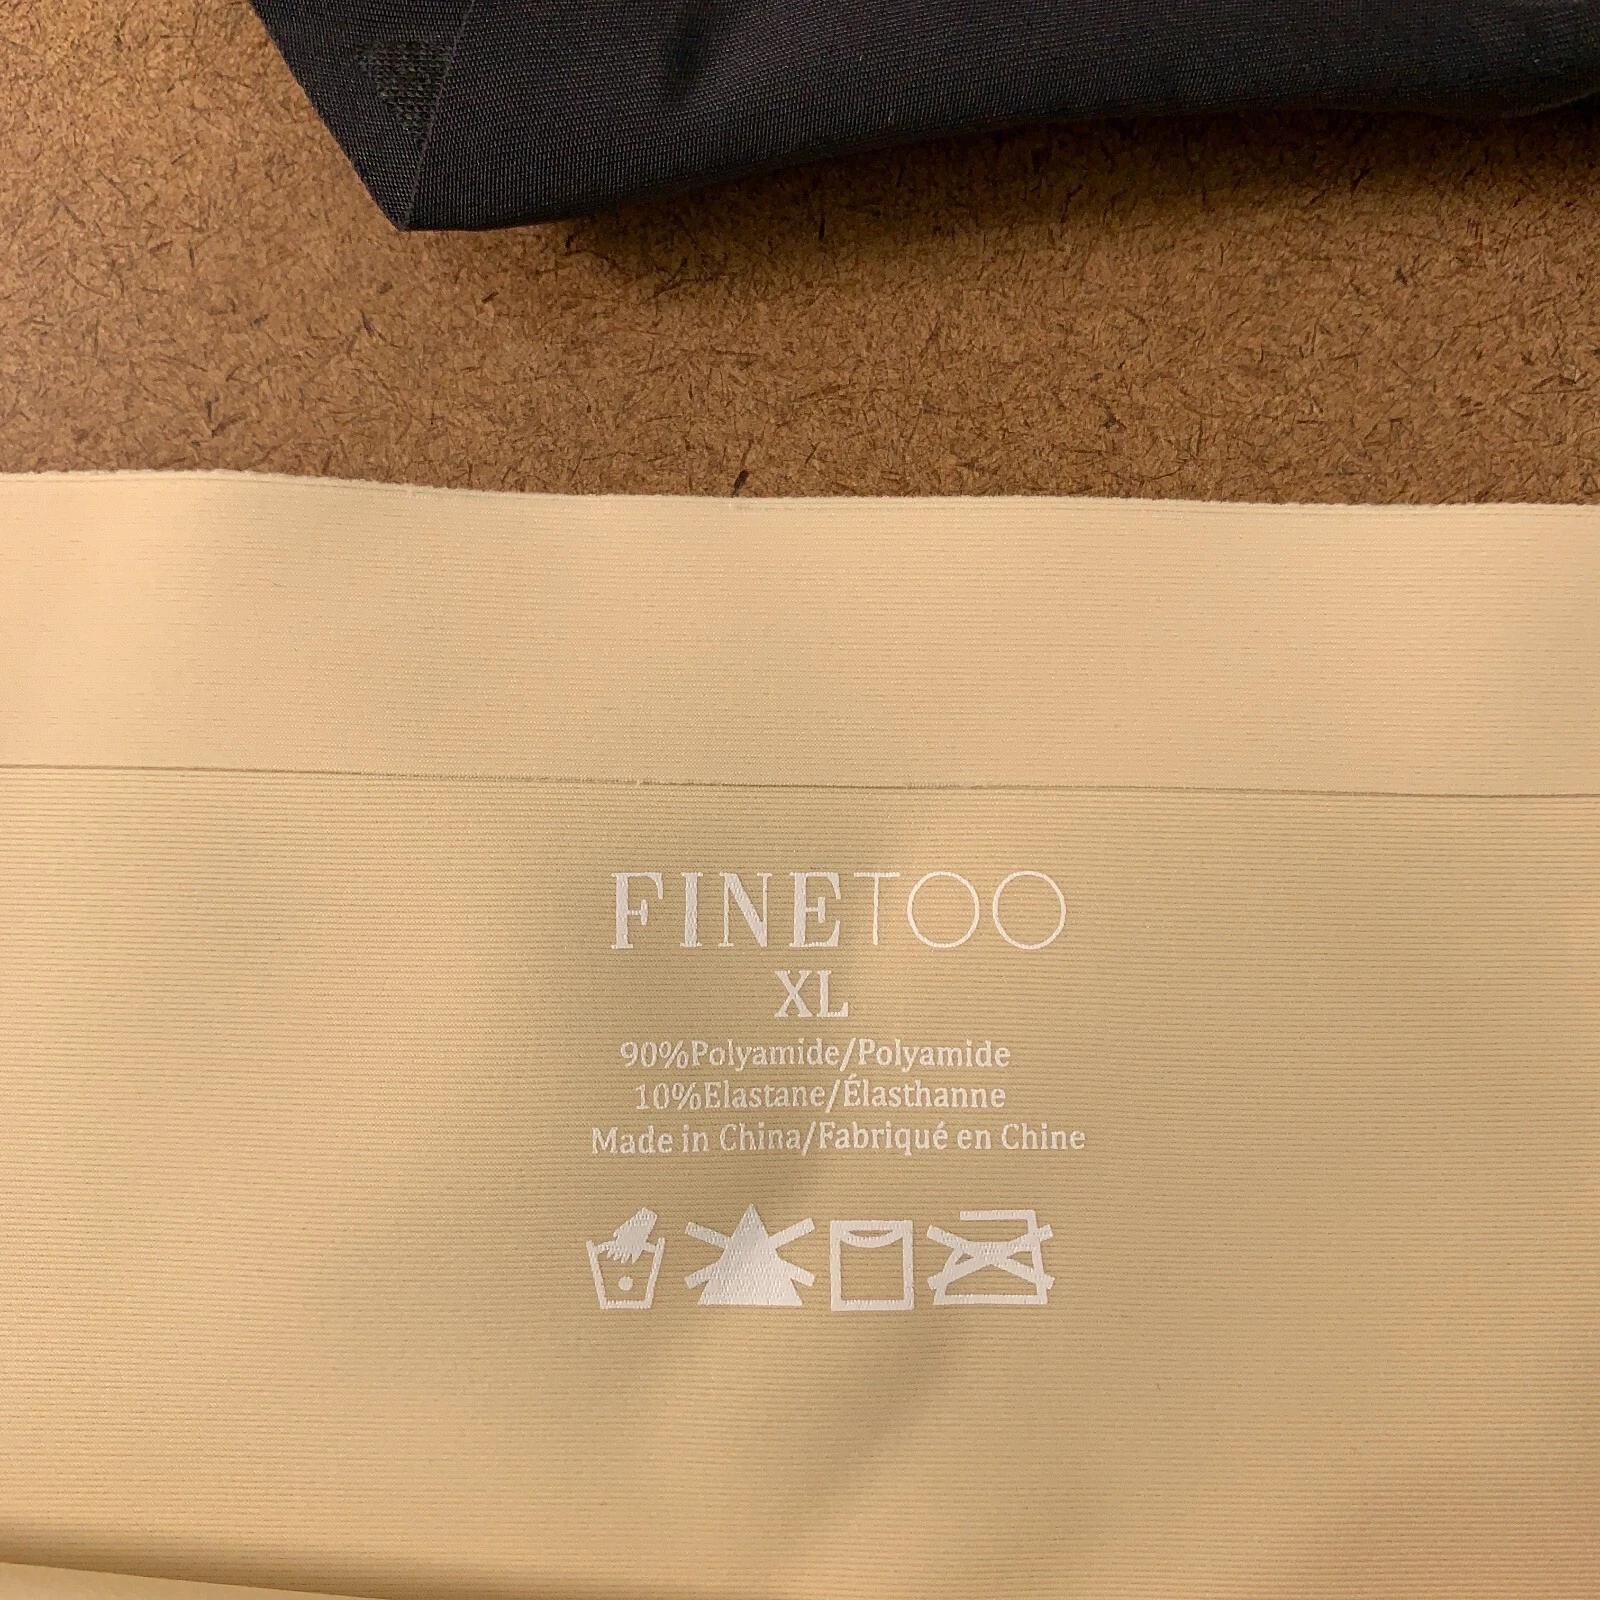 FINETOO
XL
90%Polyamide/Polyamide
10%Elastane/Élasthanne
Made in China/Fabriqué en Chine